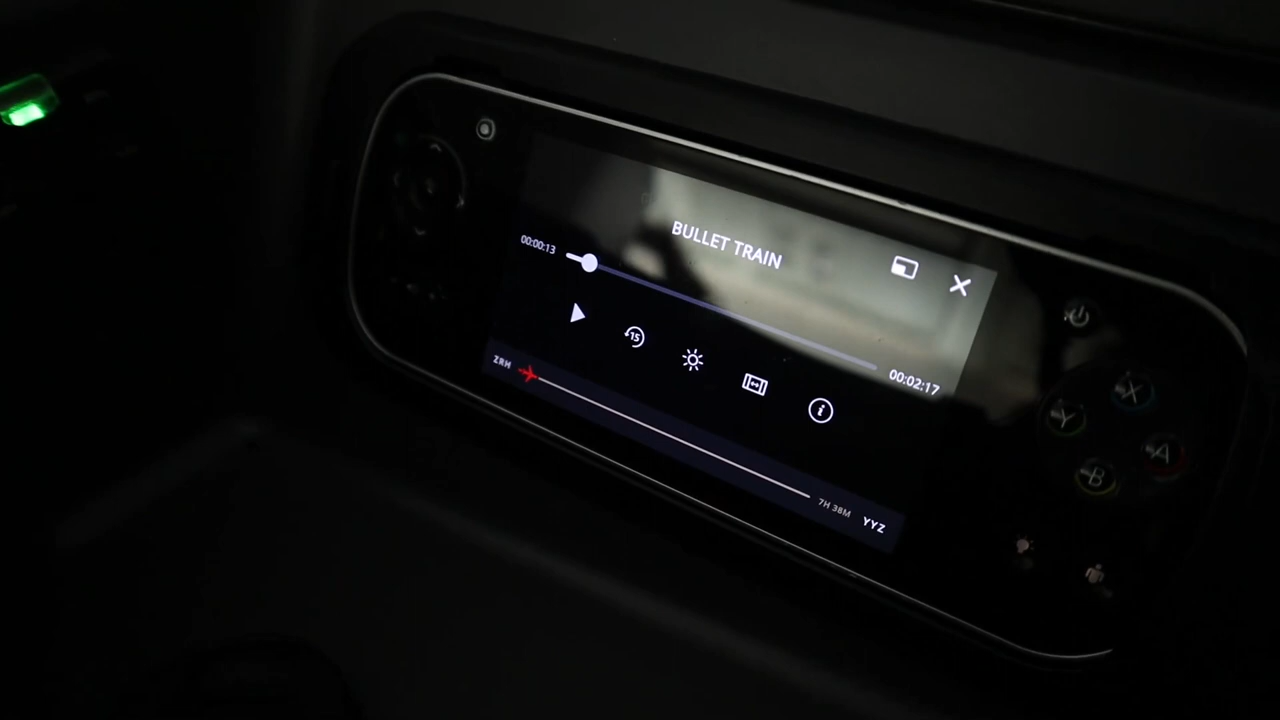 BULLET TRAIN
00:00:13
00:02:17
15
i
ZRH
7H 38M
YYZ
X
Y
A
B